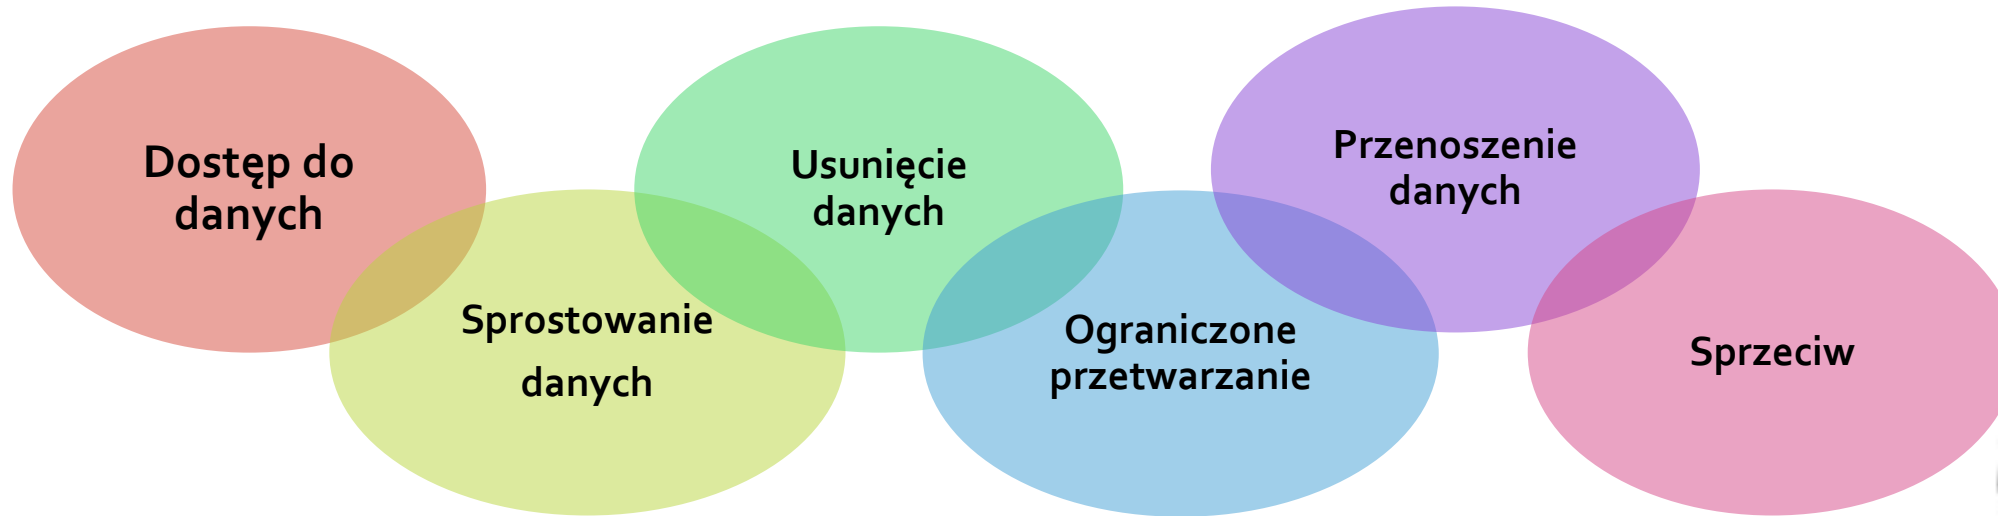 Dostęp do
danych
Sprostowanie
danych
Usunięcie
danych
Ograniczone
przetwarzanie
Przenoszenie
danych
Sprzeciw